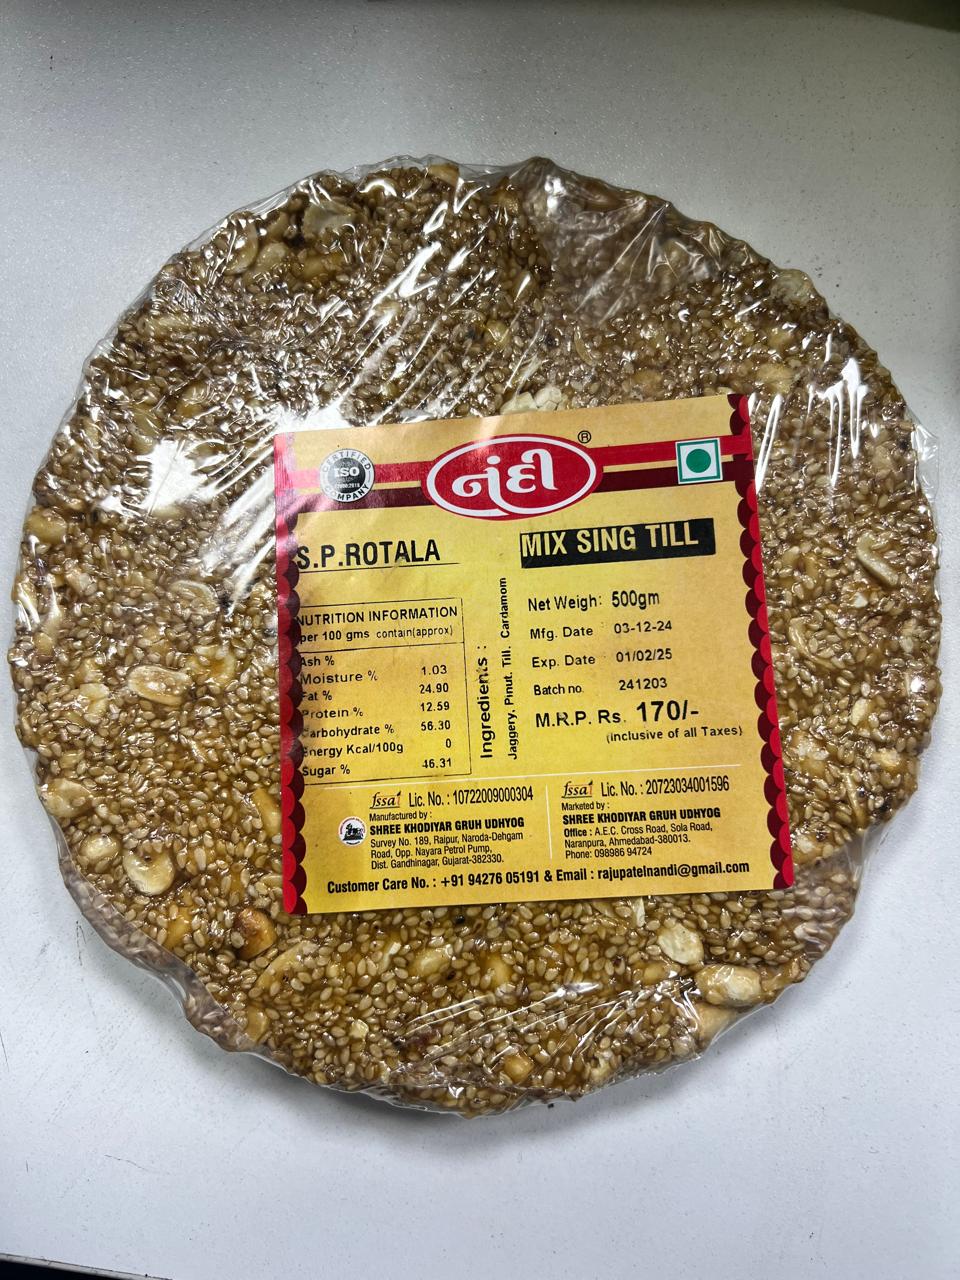 CERTIFIED
ISO
COMPANY
નંદી
®
S.P.ROTALA
MIX SING TILL
NUTRITION INFORMATION
per 100 gms contain(approx)
Ash %
Moisture % 1.03
Fat % 24.90
Protein % 12.59
Carbohydrate % 56.30
Energy Kcal/100g 0
Sugar % 46.31
Ingredients :
Jaggery, Pinut. Till. Cardamom
Net Weigh: 500gm
Mfg. Date 03-12-24
Exp. Date 01/02/25
Batch no. 241203
M.R.P. Rs. 170/-
(inclusive of all Taxes)
fssai Lic. No. : 10722009000304
Manufactured by :
SHREE KHODIYAR GRUH UDHYOG
Survey No. 189, Raipur, Naroda-Dehgam
Road, Opp. Nayara Petrol Pump,
Dist. Gandhinagar, Gujarat-382330.
fssai Lic. No. : 20723034001596
Marketed by :
SHREE KHODIYAR GRUH UDHYOG
Office : A.E.C. Cross Road, Sola Road,
Naranpura, Ahmedabad-380013.
Phone: 098986 94724
Customer Care No. : +91 94276 05191 & Email : rajupatelnandi@gmail.com